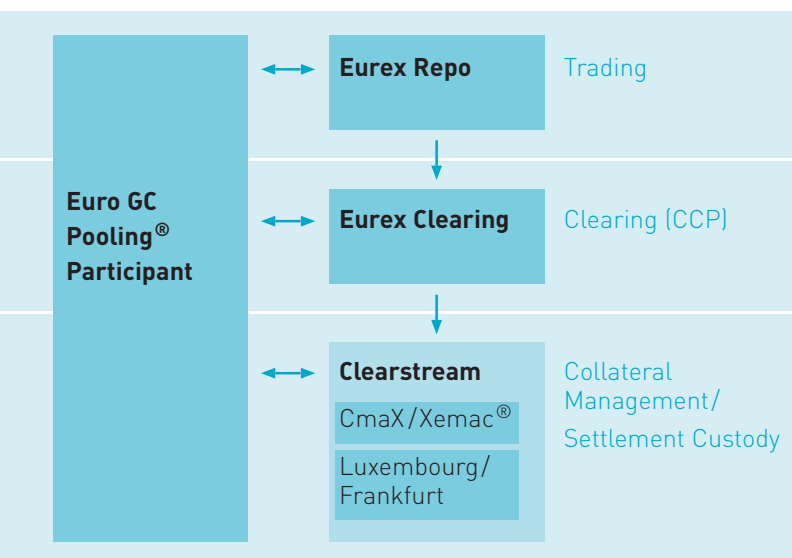 Euro GC
Pooling®
Participant
Eurex Repo
Trading
Eurex Clearing
Clearing (CCP)
Clearstream
CmaX/Xemac®
Luxembourg/
Frankfurt
Collateral
Management/
Settlement Custody